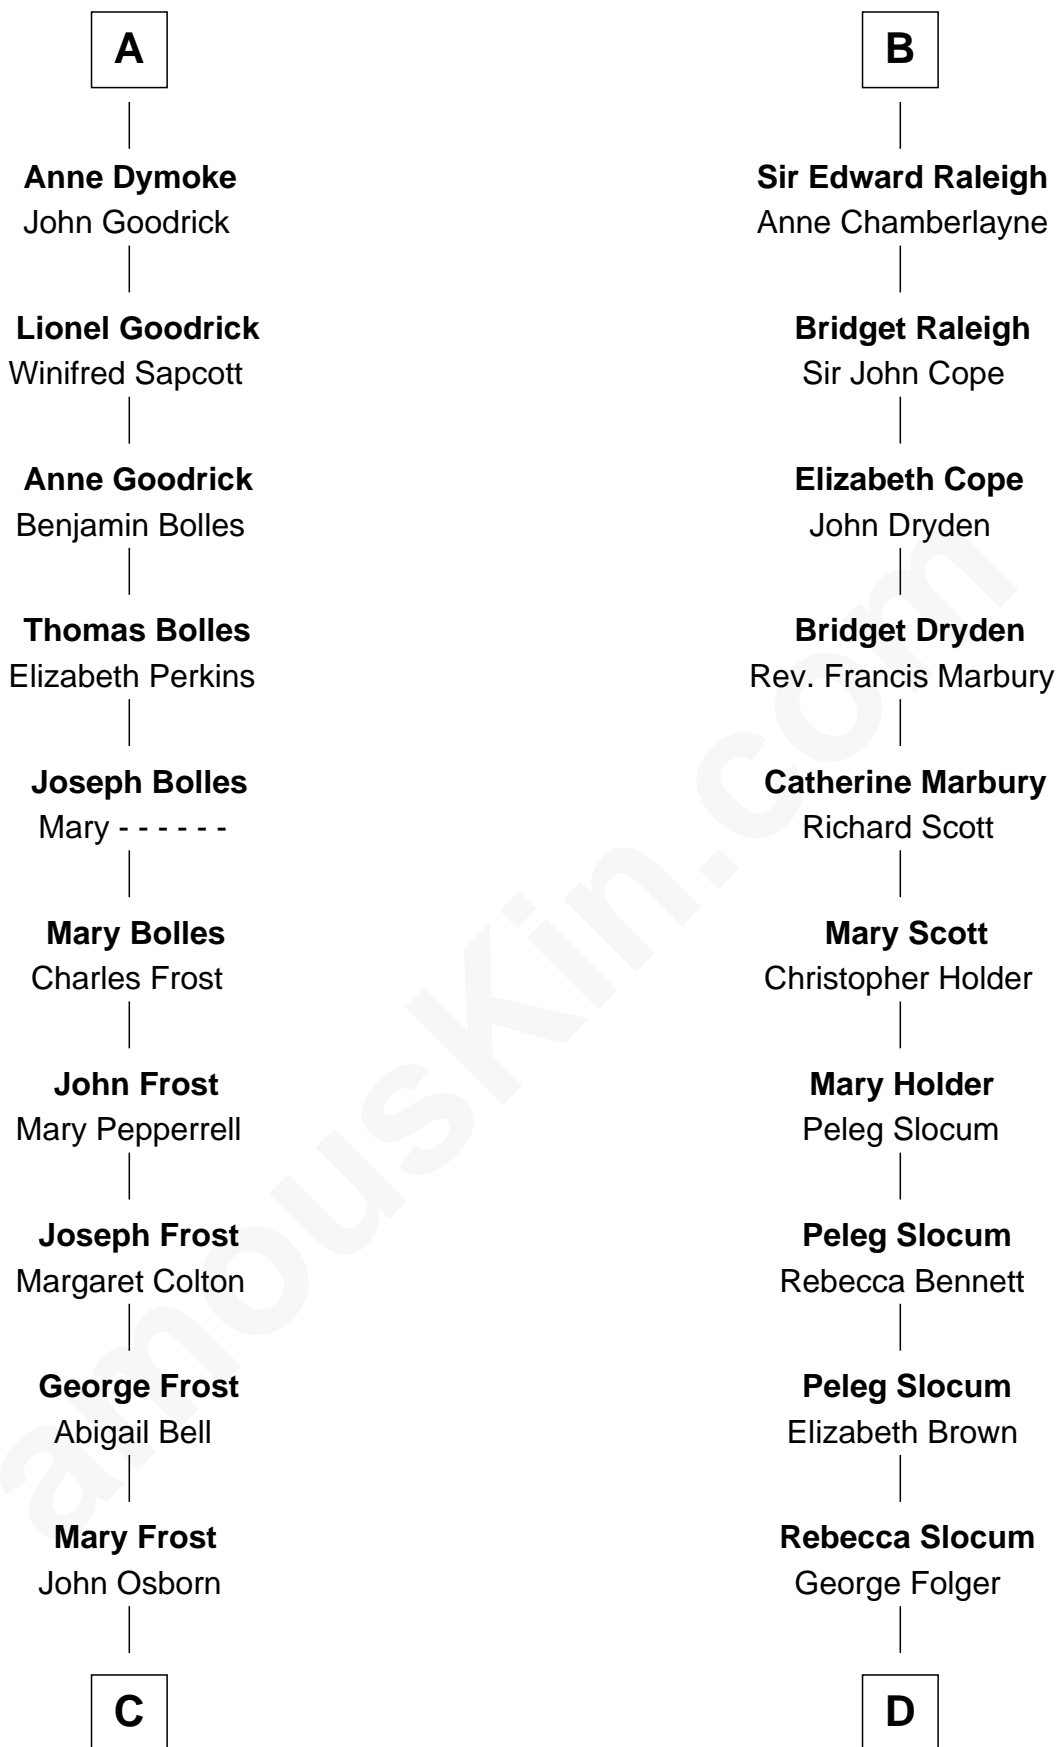 A
Anne Dymoke
John Goodrick
Lionel Goodrick
Winifred Sapcott
Anne Goodrick
Benjamin Bolles
Thomas Bolles
Elizabeth Perkins
Joseph Bolles
Mary - - - - - -
Mary Bolles
Charles Frost
John Frost
Mary Pepperrell
Joseph Frost
Margaret Colton
George Frost
Abigail Bell
Mary Frost
John Osborn
C
B
Sir Edward Raleigh
Anne Chamberlayne
Bridget Raleigh
Sir John Cope
Elizabeth Cope
John Dryden
Bridget Dryden
Rev. Francis Marbury
Catherine Marbury
Richard Scott
Mary Scott
Christopher Holder
Mary Holder
Peleg Slocum
Peleg Slocum
Rebecca Bennett
Peleg Slocum
Elizabeth Brown
Rebecca Slocum
George Folger
D
amousKin.com